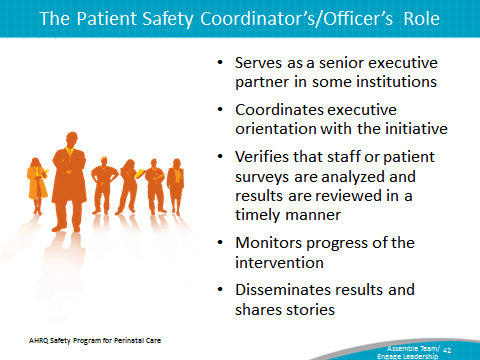 The Patient Safety Coordinator's/Officer's Role
• Serves as a senior executive
partner in some institutions
• Coordinates executive
orientation with the initiative
• Verifies that staff or patient
surveys are analyzed and
results are reviewed in a
timely manner
• Monitors progress of the
intervention
• Disseminates results and
shares stories
AHRQ Safety Program for Perinatal Care
Assemble Team/
Engage Leadership
42